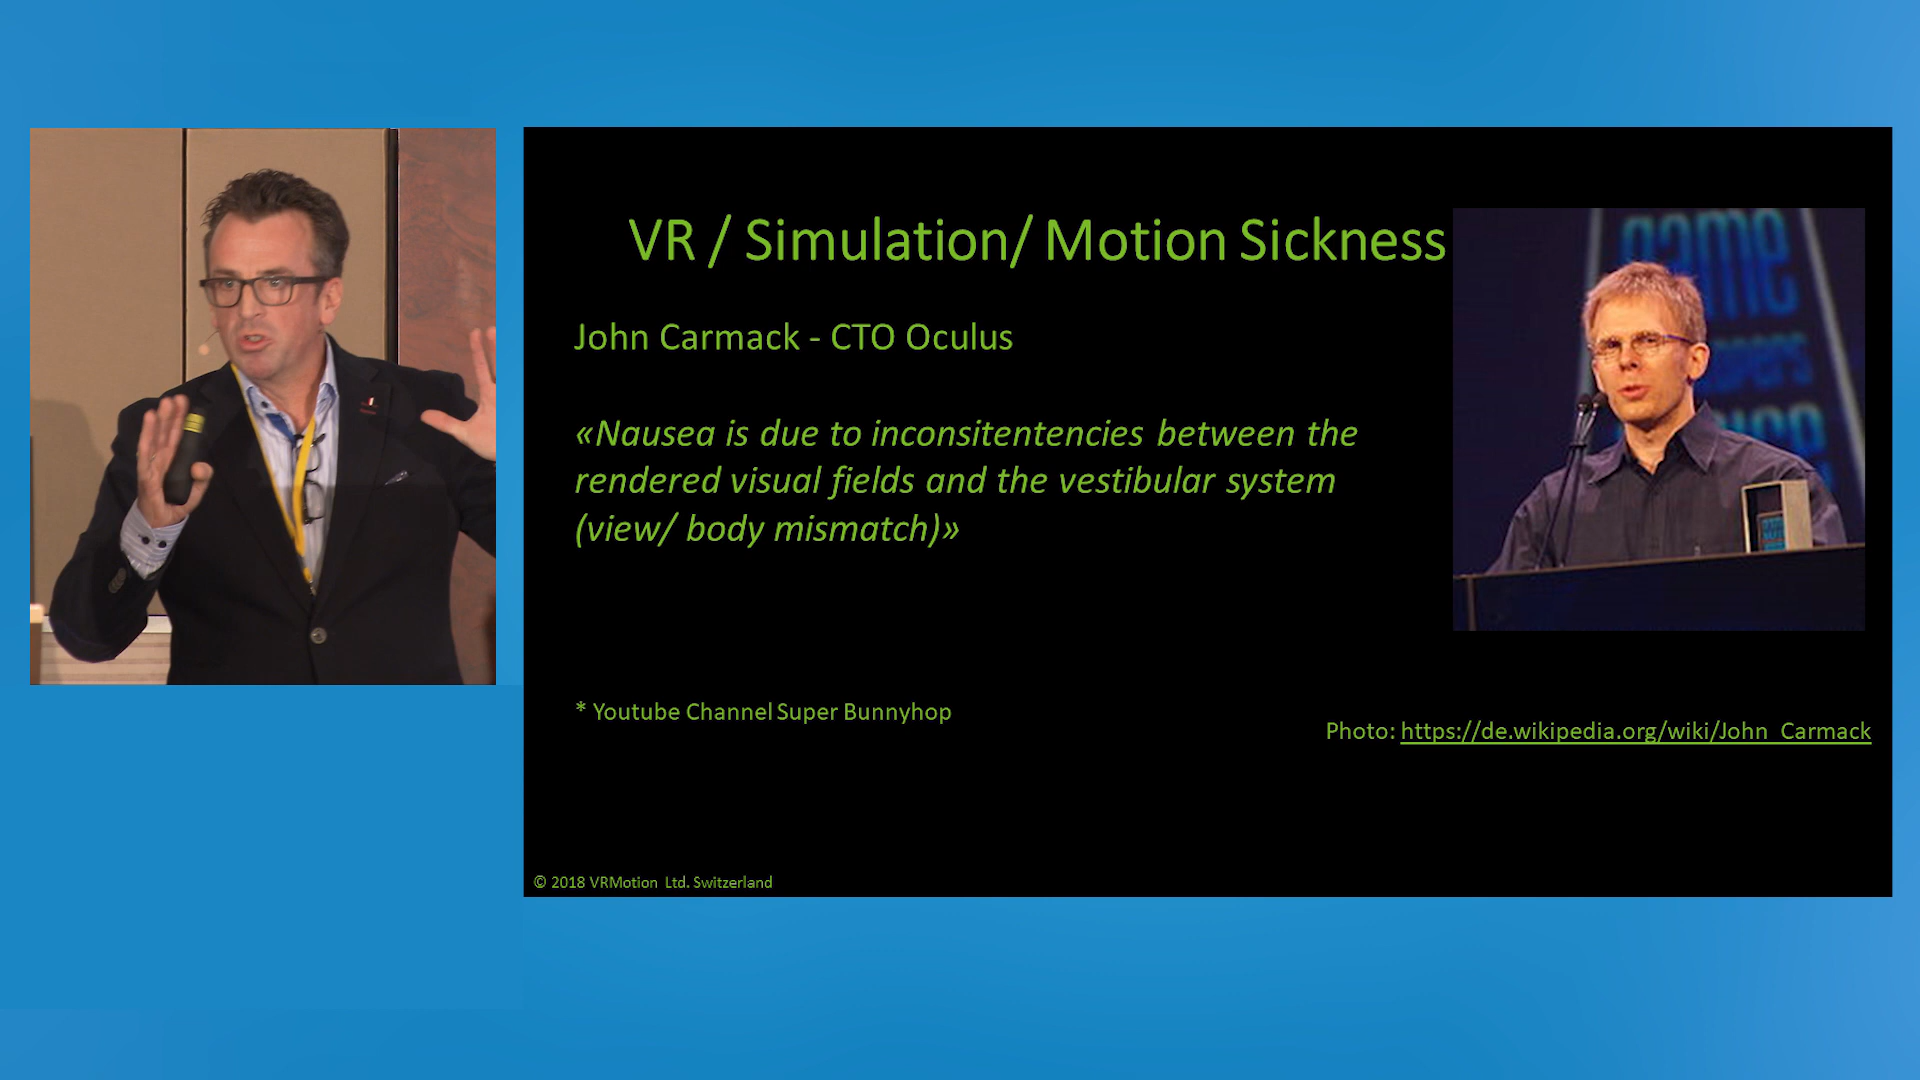 VR / Simulation/ Motion Sickness
John Carmack - CTO Oculus
«Nausea is due to inconsitentencies between the
rendered visual fields and the vestibular system
(view/ body mismatch)»
* Youtube Channel Super Bunnyhop
Photo: https://de.wikipedia.org/wiki/John_Carmack
© 2018 VRMotion Ltd. Switzerland
game